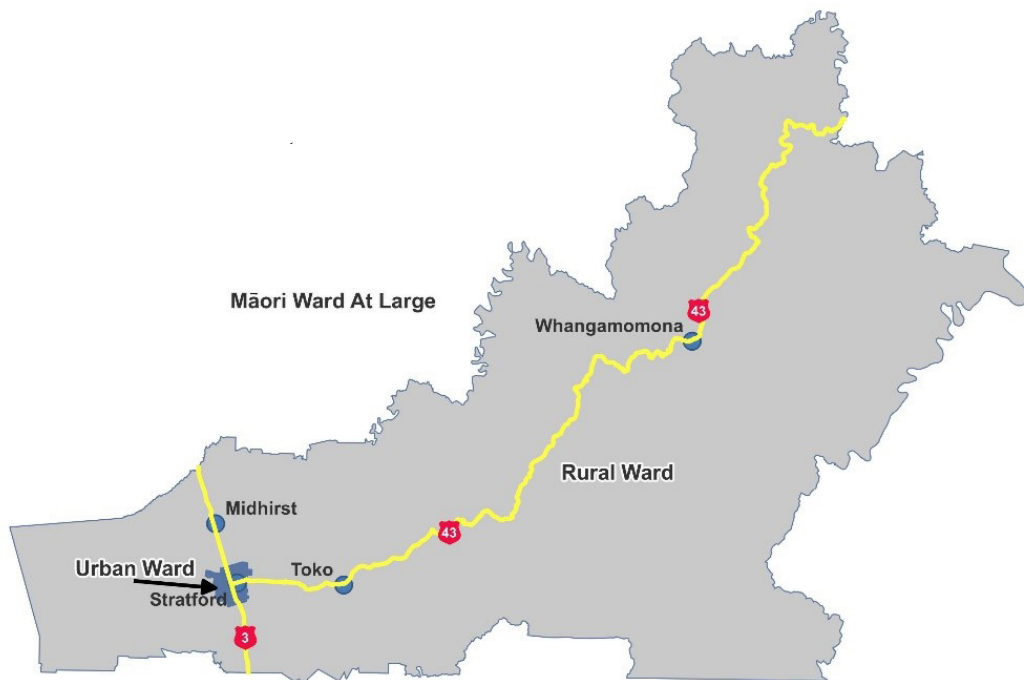 Māori Ward At Large
43
Whangamomona
Rural Ward
Midhirst
43
Urban Ward
Toko
Stratford
3